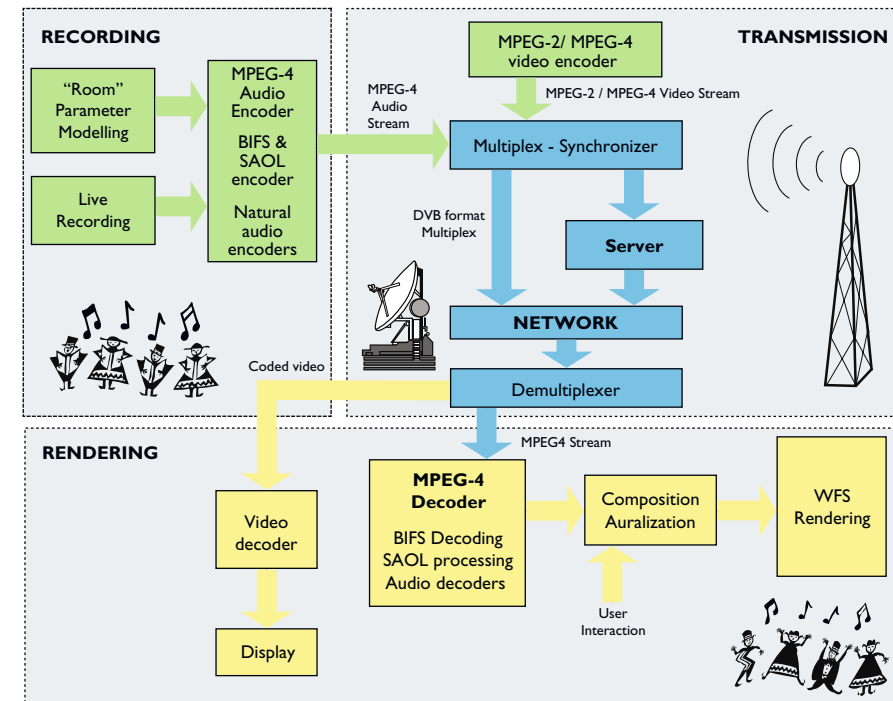 RECORDING
“Room”
Parameter
Modelling
Live
Recording
MPEG-4
Audio
Encoder
BIFS &
SAOL
encoder
Natural
audio
encoders
MPEG-4
Audio
Stream
TRANSMISSION
MPEG-2/ MPEG-4
video encoder
MPEG-2 / MPEG-4 Video Stream
Multiplex - Synchronizer
DVB format
Multiplex
Server
NETWORK
Demultiplexer
Coded video
MPEG4 Stream
RENDERING
Video
decoder
Display
MPEG-4
Decoder
BIFS Decoding
SAOL processing
Audio decoders
Composition
Auralization
User
Interaction
WFS
Rendering